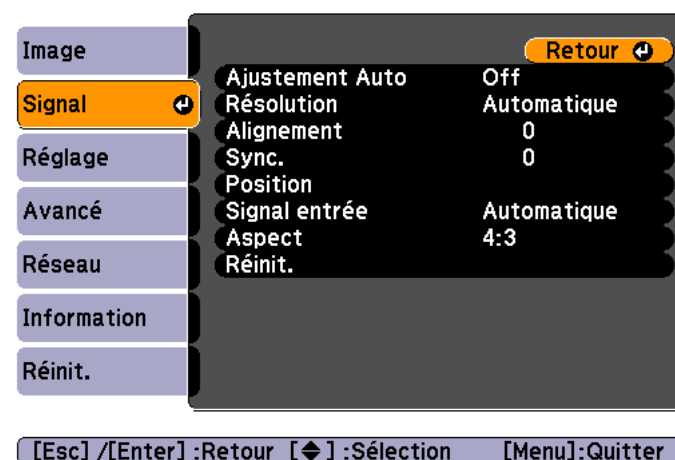 Image
Signal
Réglage
Avancé
Réseau
Information
Réinit.
Retour
Ajustement Auto Off
Résolution Automatique
Alignement 0
Sync. 0
Position
Signal entrée Automatique
Aspect 4:3
Réinit.
[Esc] /[Enter] :Retour [◆] :Sélection [Menu]:Quitter